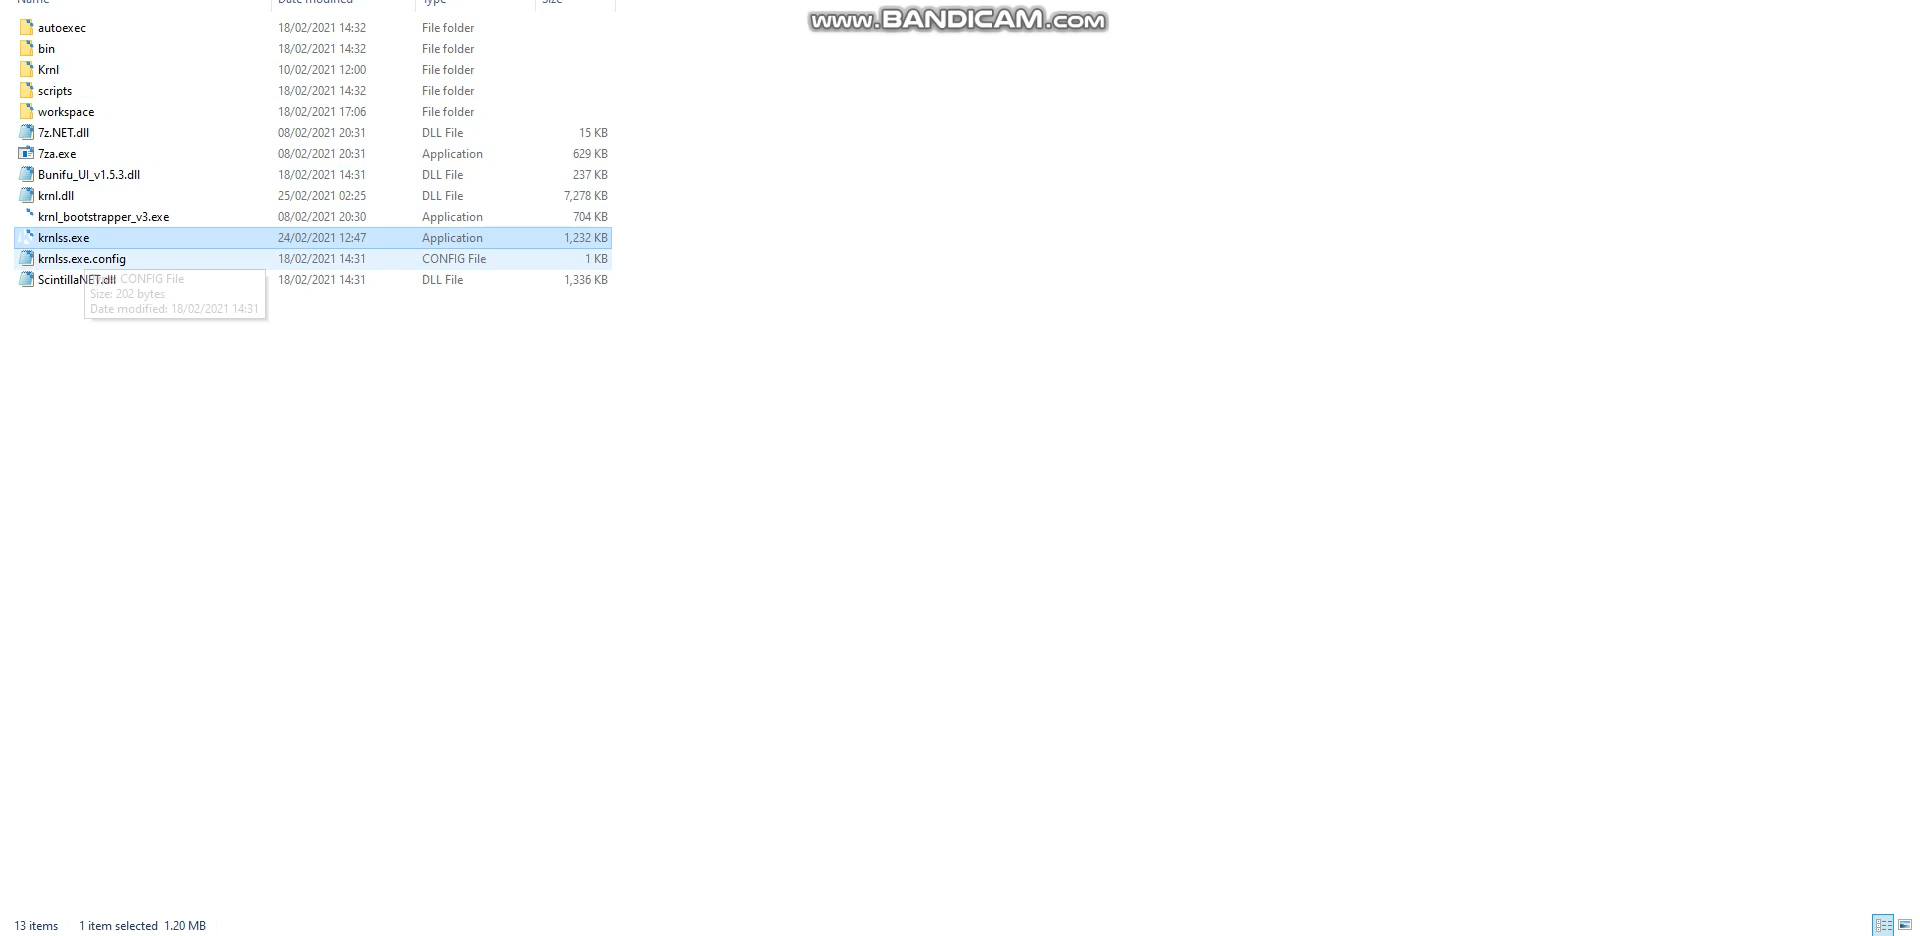 Name Date modified Type Size
www.BANDICAM.com
autoexec 18/02/2021 14:32 File folder
bin 18/02/2021 14:32 File folder
Krnl 10/02/2021 12:00 File folder
scripts 18/02/2021 14:32 File folder
workspace 18/02/2021 17:06 File folder
7z.NET.dll 08/02/2021 20:31 DLL File 15 KB
7za.exe 08/02/2021 20:31 Application 629 KB
Bunifu_UI_v1.5.3.dll 18/02/2021 14:31 DLL File 237 KB
krnl.dll 25/02/2021 02:25 DLL File 7,278 KB
krnl_bootstrapper_v3.exe 08/02/2021 20:30 Application 704 KB
krnlss.exe 24/02/2021 12:47 Application 1,232 KB
krnlss.exe.config 18/02/2021 14:31 CONFIG File 1 KB
ScintillaNET.dll 18/02/2021 14:31 DLL File 1,336 KB
CONFIG File
Size: 202 bytes
Date modified: 18/02/2021 14:31
13 items 1 item selected 1.20 MB